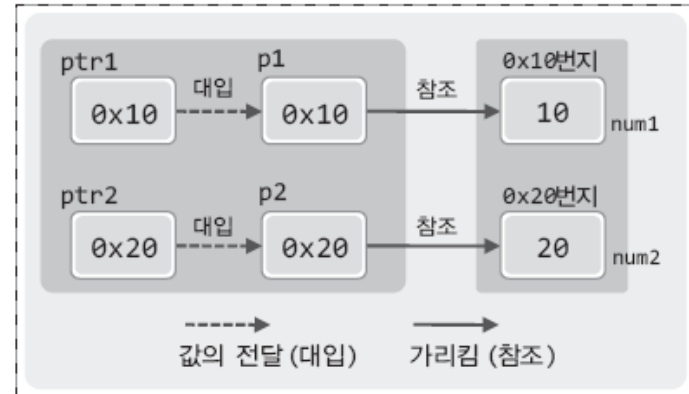 ptr1 p1 0x10번지
0x10 대입 0x10 참조 10 num1
ptr2 p2 0x20번지
0x20 대입 0x20 참조 20 num2
값의 전달(대입) 가리킴(참조)